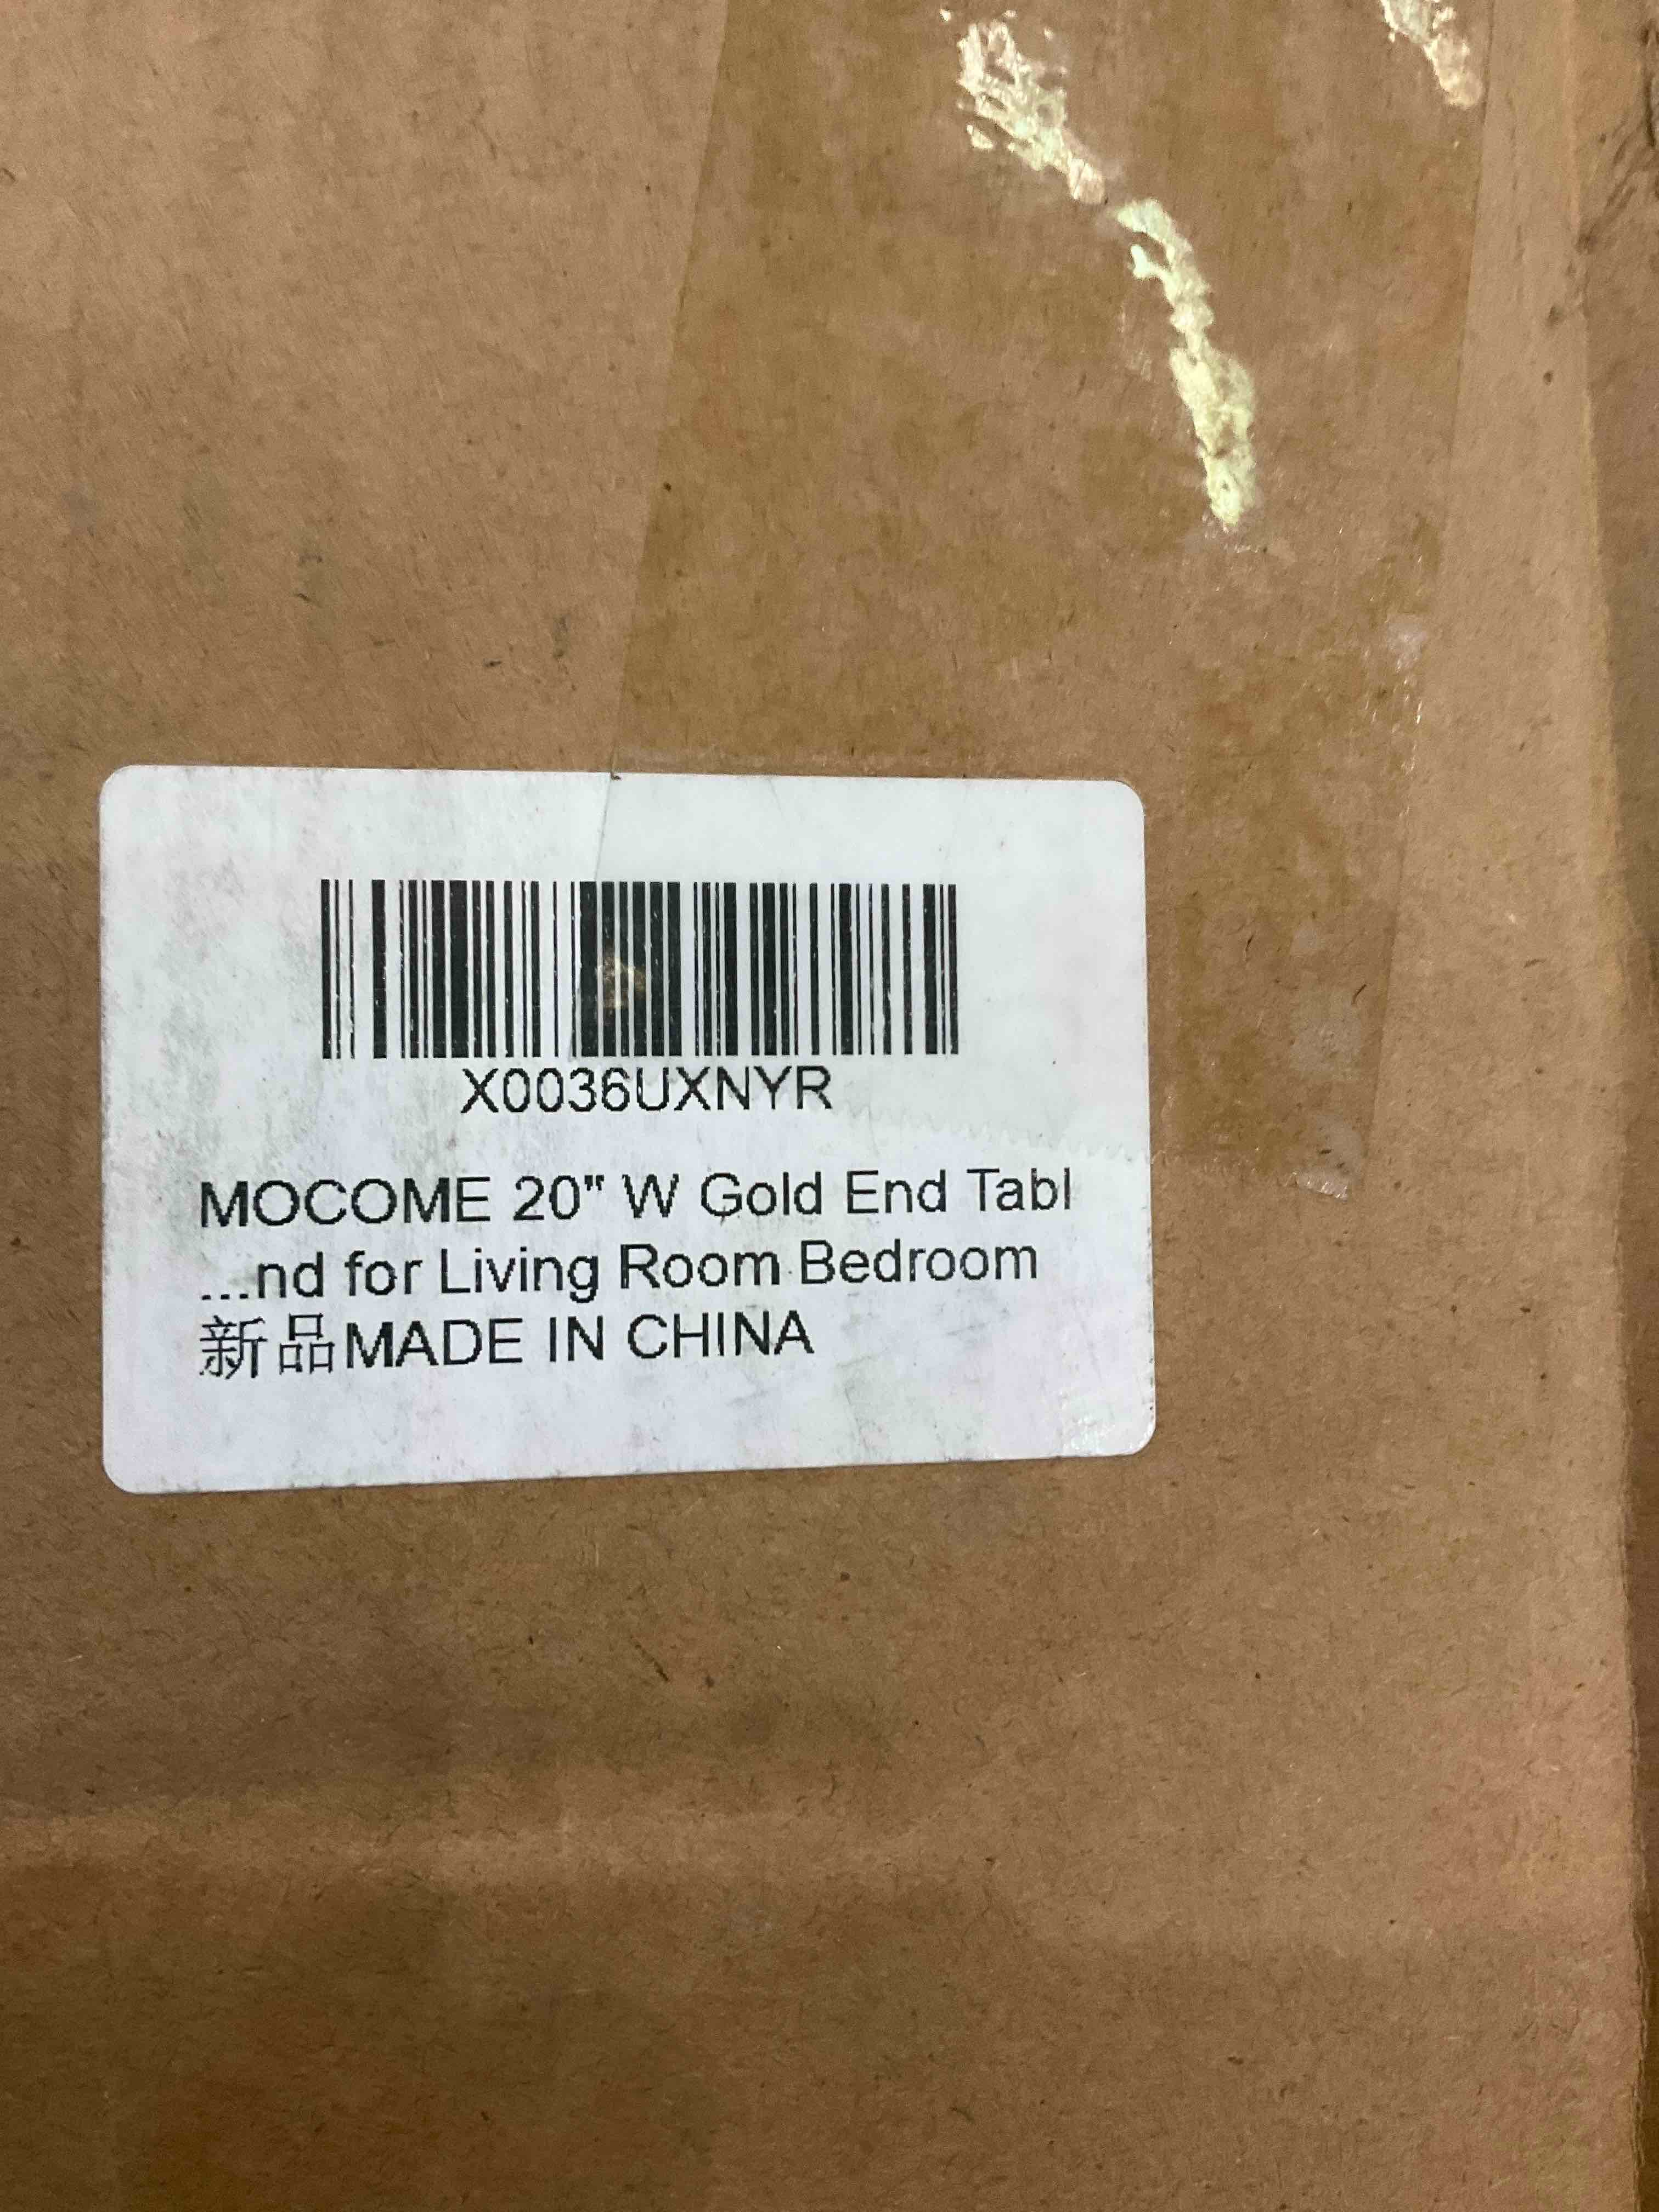 X0036UXNYR
MOCOME 20" W Gold End Tabl
...nd for Living Room Bedroom
新品MADE IN CHINA